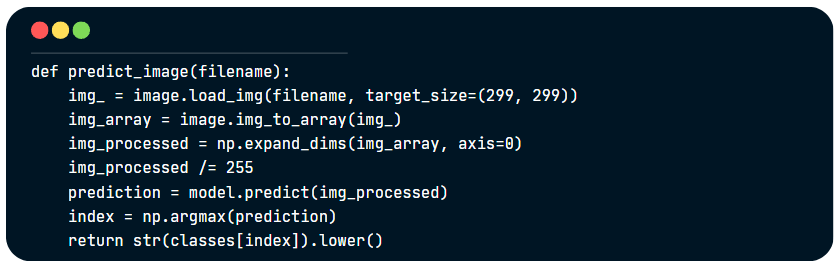 def predict_image(filename):
    img_ = image.load_img(filename, target_size=(299, 299))
    img_array = image.img_to_array(img_)
    img_processed = np.expand_dims(img_array, axis=0)
    img_processed /= 255
    prediction = model.predict(img_processed)
    index = np.argmax(prediction)
    return str(classes[index]).lower()